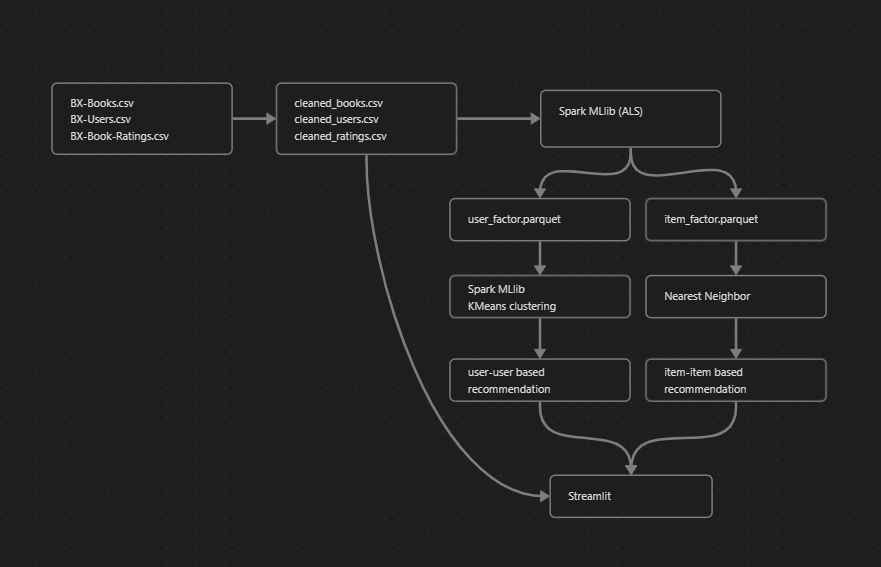 BX-Books.csv
BX-Users.csv
BX-Book-Ratings.csv
cleaned_books.csv
cleaned_users.csv
cleaned_ratings.csv
Spark MLlib (ALS)
user_factor.parquet
item_factor.parquet
Spark MLlib
KMeans clustering
Nearest Neighbor
user-user based
recommendation
item-item based
recommendation
Streamlit